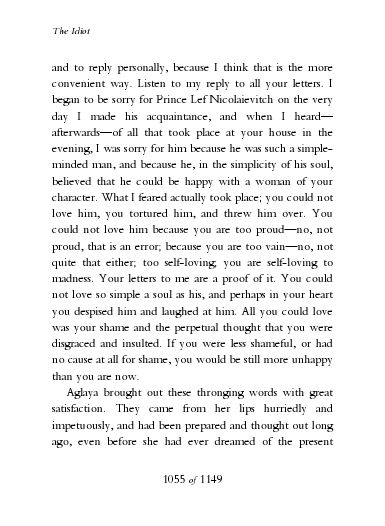 The Idiot
and to reply personally, because I think that is the more
convenient way. Listen to my reply to all your letters. I
began to be sorry for Prince Lef Nicolaievitch on the very
day I made his acquaintance, and when I heard—
afterwards—of all that took place at your house in the
evening, I was sorry for him because he was such a simple-
minded man, and because he, in the simplicity of his soul,
believed that he could be happy with a woman of your
character. What I feared actually took place; you could not
love him, you tortured him, and threw him over. You
could not love him because you are too proud—no, not
proud, that is an error; because you are too vain—no, not
quite that either; too self-loving; you are self-loving to
madness. Your letters to me are a proof of it. You could
not love so simple a soul as his, and perhaps in your heart
you despised him and laughed at him. All you could love
was your shame and the perpetual thought that you were
disgraced and insulted. If you were less shameful, or had
no cause at all for shame, you would be still more unhappy
than you are now.
Aglaya brought out these thronging words with great
satisfaction. They came from her lips hurriedly and
impetuously, and had been prepared and thought out long
ago, even before she had ever dreamed of the present
1055 of 1149